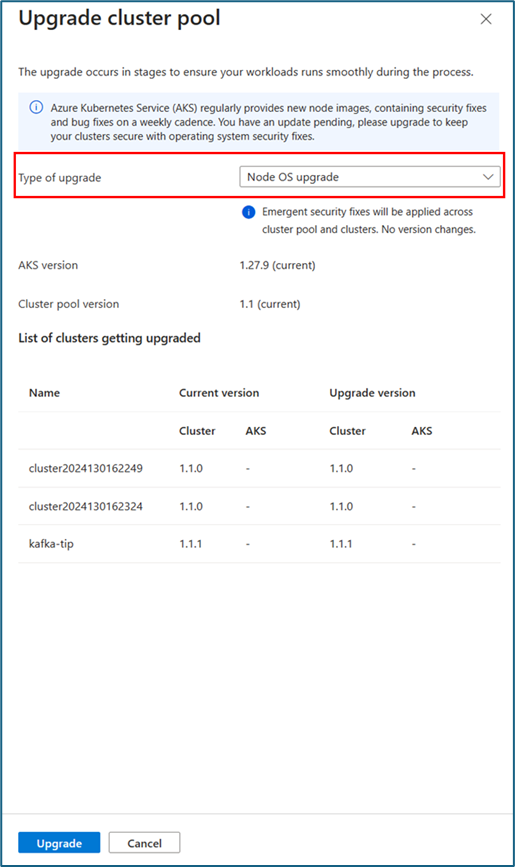 Upgrade cluster pool
The upgrade occurs in stages to ensure your workloads runs smoothly during the process.
Azure Kubernetes Service (AKS) regularly provides new node images, containing security fixes
and bug fixes on a weekly cadence. You have an update pending, please upgrade to keep
your clusters secure with operating system security fixes.
Type of upgrade Node OS upgrade
Emergent security fixes will be applied across
cluster pool and clusters. No version changes.
AKS version 1.27.9 (current)
Cluster pool version 1.1 (current)
List of clusters getting upgraded
Name Current version Upgrade version
Cluster AKS Cluster AKS
cluster2024130162249 1.1.0 - 1.1.0 -
cluster2024130162324 1.1.0 - 1.1.0 -
kafka-tip 1.1.1 - 1.1.1 -
Upgrade Cancel